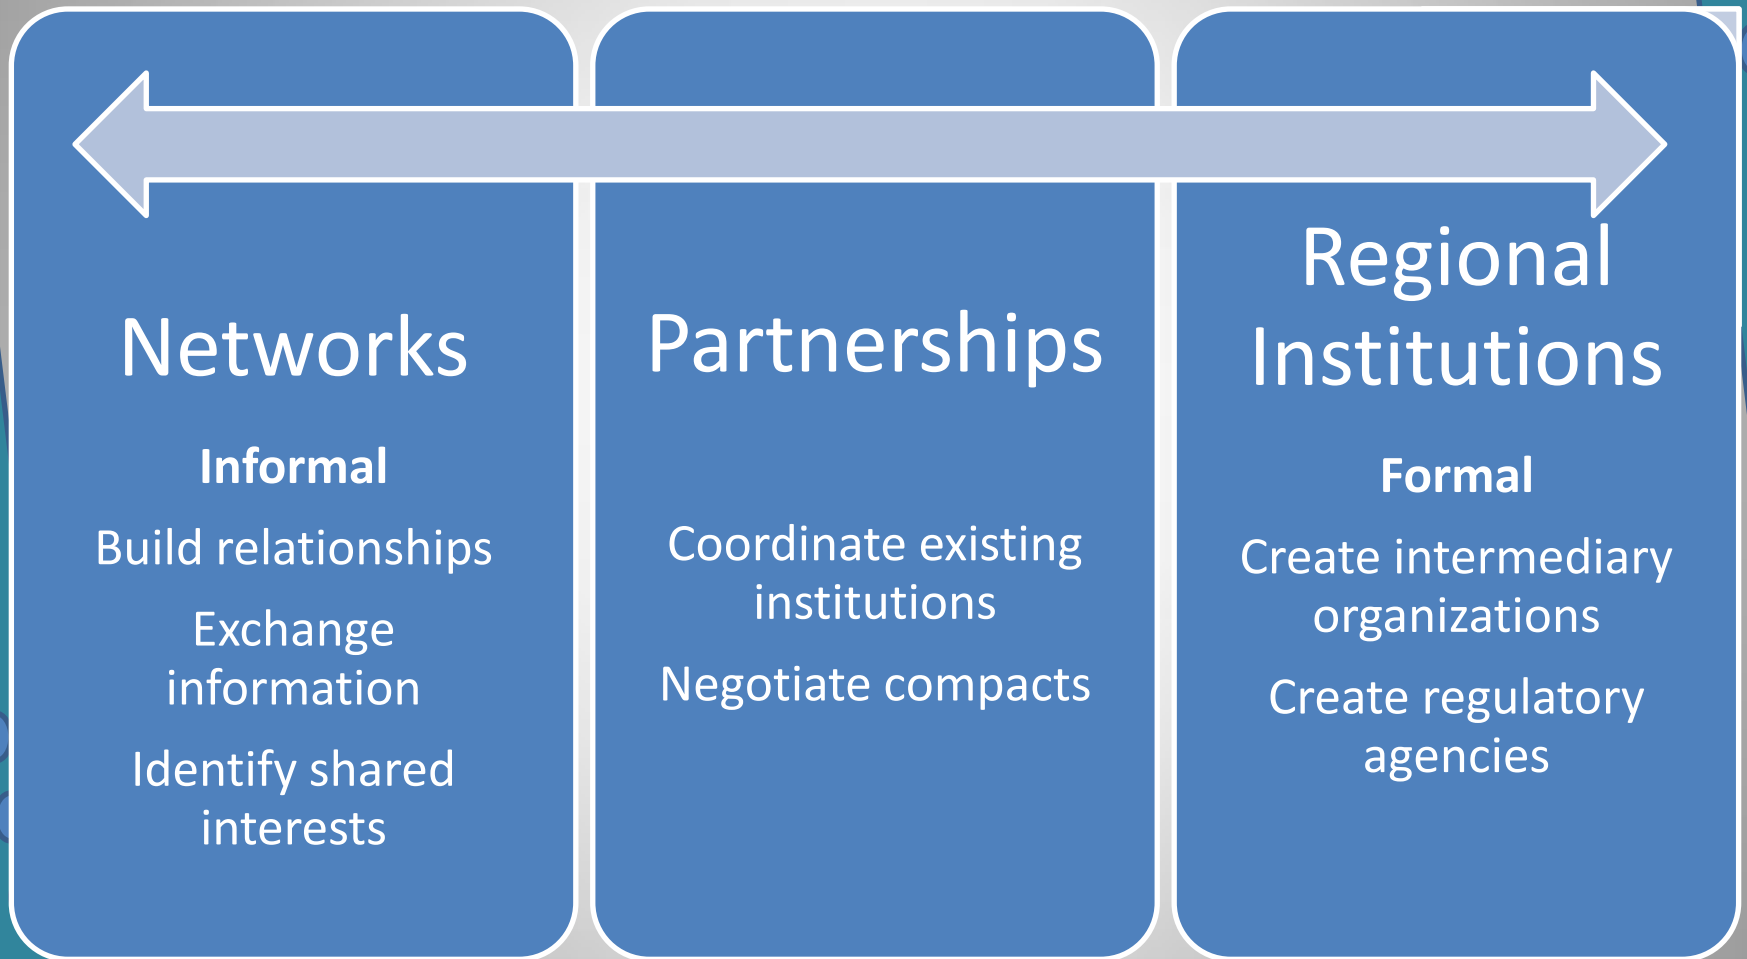 Networks
Informal
Build relationships
Exchange
information
Identify shared
interests
Partnerships
Coordinate existing
institutions
Negotiate compacts
Regional
Institutions
Formal
Create intermediary
organizations
Create regulatory
agencies